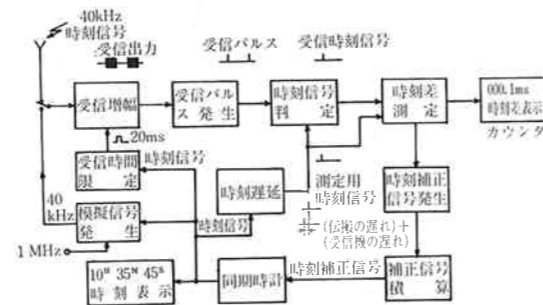 40kHz
時刻信号
受信出力
受信パルス
受信時刻信号
受信増幅
受信パル
ス発生
時刻信号
判定
時刻差
測定
000.1ms
時刻差表示
カウンタ
20ms
受信時間
限定
時刻信号
40
kHz
模擬信号
発生
1MHz
時刻遅延
時刻信号
測定用
時刻信号
(伝搬の遅れ)+
(受信機の遅れ)
時刻補正
信号発生
10H 35M 45S
時刻表示
同期時計
時刻補正信号
補正信号
積算